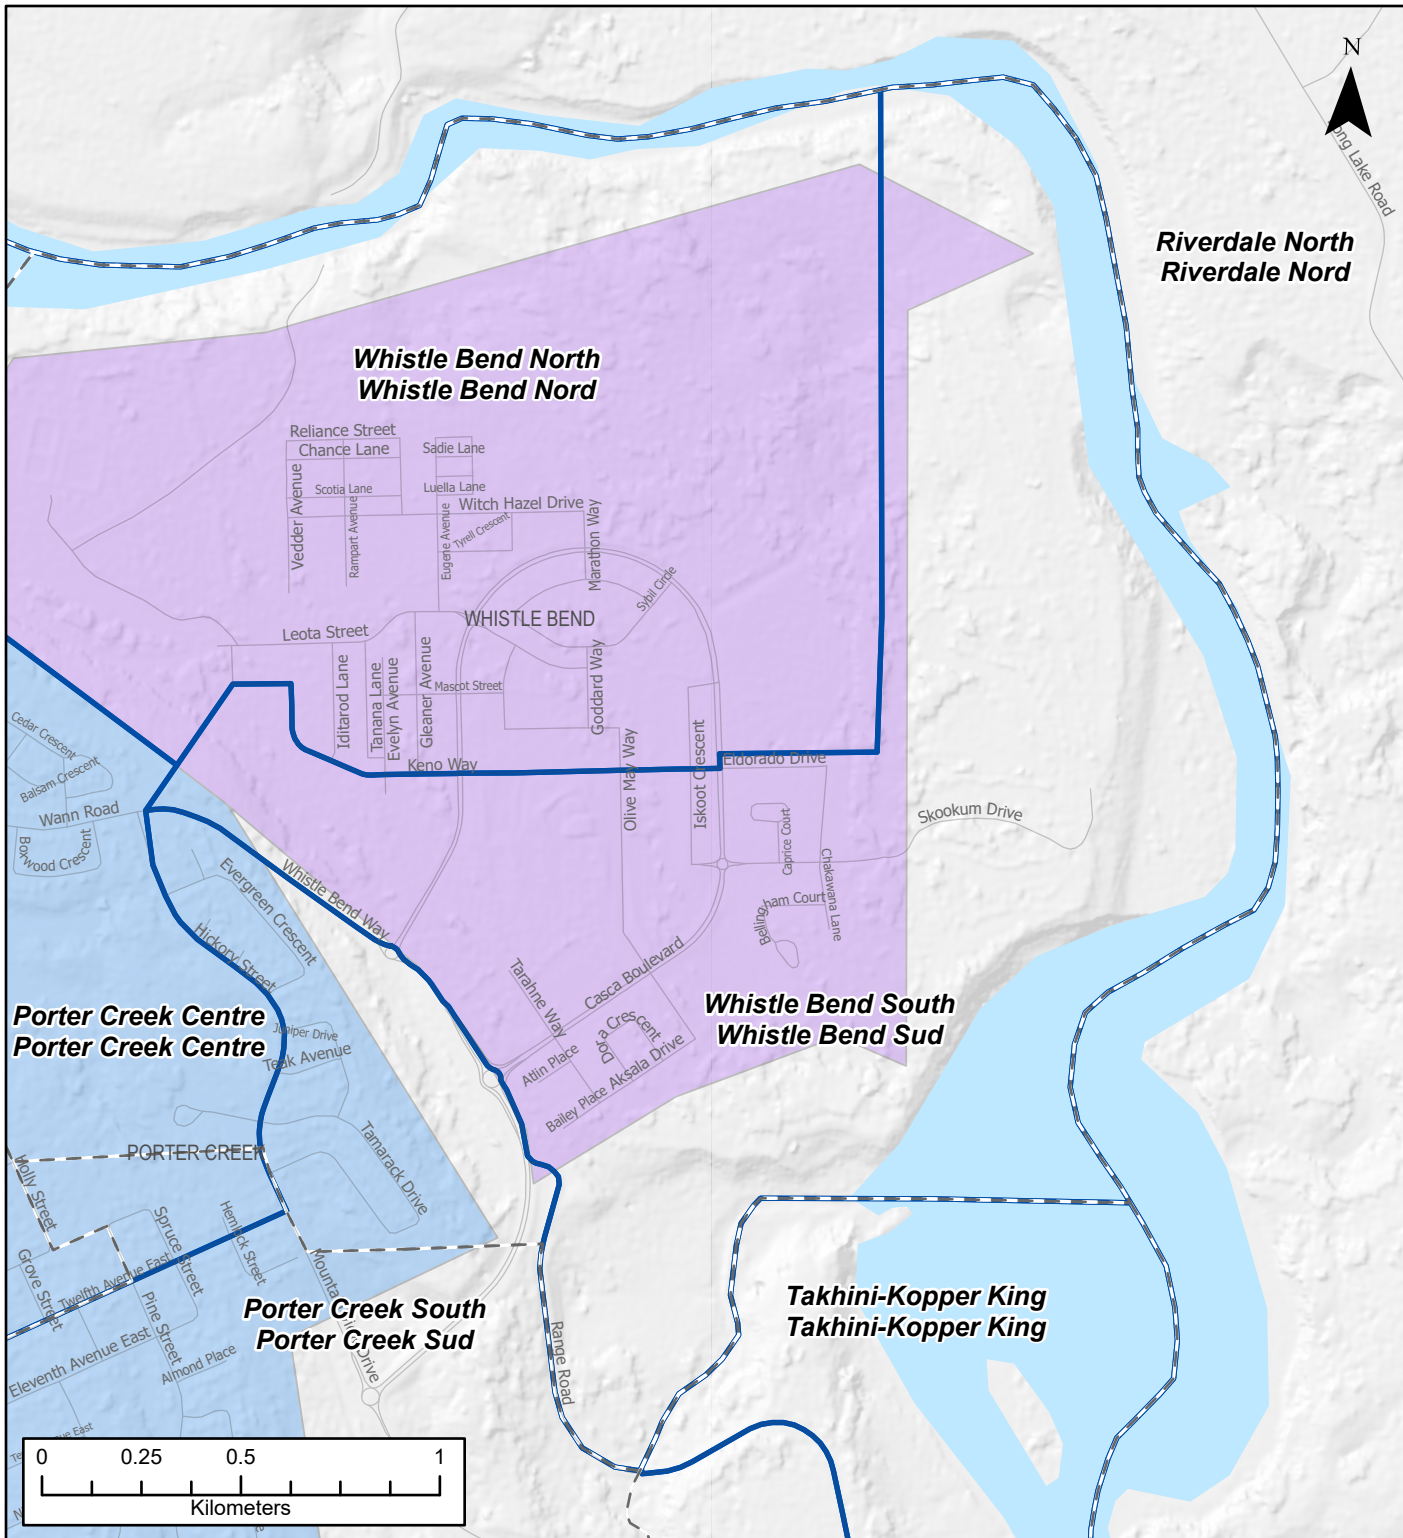 N
Long Lake Road
Riverdale North
Riverdale Nord
Whistle Bend North
Whistle Bend Nord
Reliance Street
Chance Lane
Sadie Lane
Scotia Lane
Luella Lane
Witch Hazel Drive
Vedder Avenue
Rampart Avenue
Eugene Avenue
Tyrell Crescent
Marathon Way
Sybil Circle
WHISTLE BEND
Leota Street
Iditarod Lane
Tanana Lane
Evelyn Avenue
Gleaner Avenue
Mascot Street
Goddard Way
Keno Way
Olive May Way
Iskoot Crescent
Eldorado Drive
Skookum Drive
Caprice Court
Chakawana Lane
Bellingham Court
Cedar Crescent
Balsam Crescent
Wann Road
Boxwood Crescent
Evergreen Crescent
Whistle Bend Way
Hickory Street
Casca Boulevard
Tarahne Way
Whistle Bend South
Whistle Bend Sud
Porter Creek Centre
Porter Creek Centre
Juniper Drive
Teak Avenue
Dora Crescent
Atlin Place
Aksala Drive
Bailey Place
PORTER CREEK
Tamarack Drive
Holly Street
Hemlock Street
Spruce Street
Grove Street
Twelfth Avenue East
Pine Street
Eleventh Avenue East
Almond Place
Porter Creek South
Porter Creek Sud
Takhini-Kopper King
Takhini-Kopper King
Range Road
0 0.25 0.5 1
Kilometers